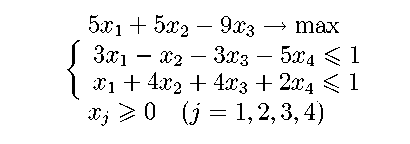 5x₁ + 5x₂ − 9x₃ → max
3x₁ − x₂ − 3x₃ − 5x₄ ⩽ 1
x₁ + 4x₂ + 4x₃ + 2x₄ ⩽ 1
xⱼ ⩾ 0 (j = 1, 2, 3, 4)